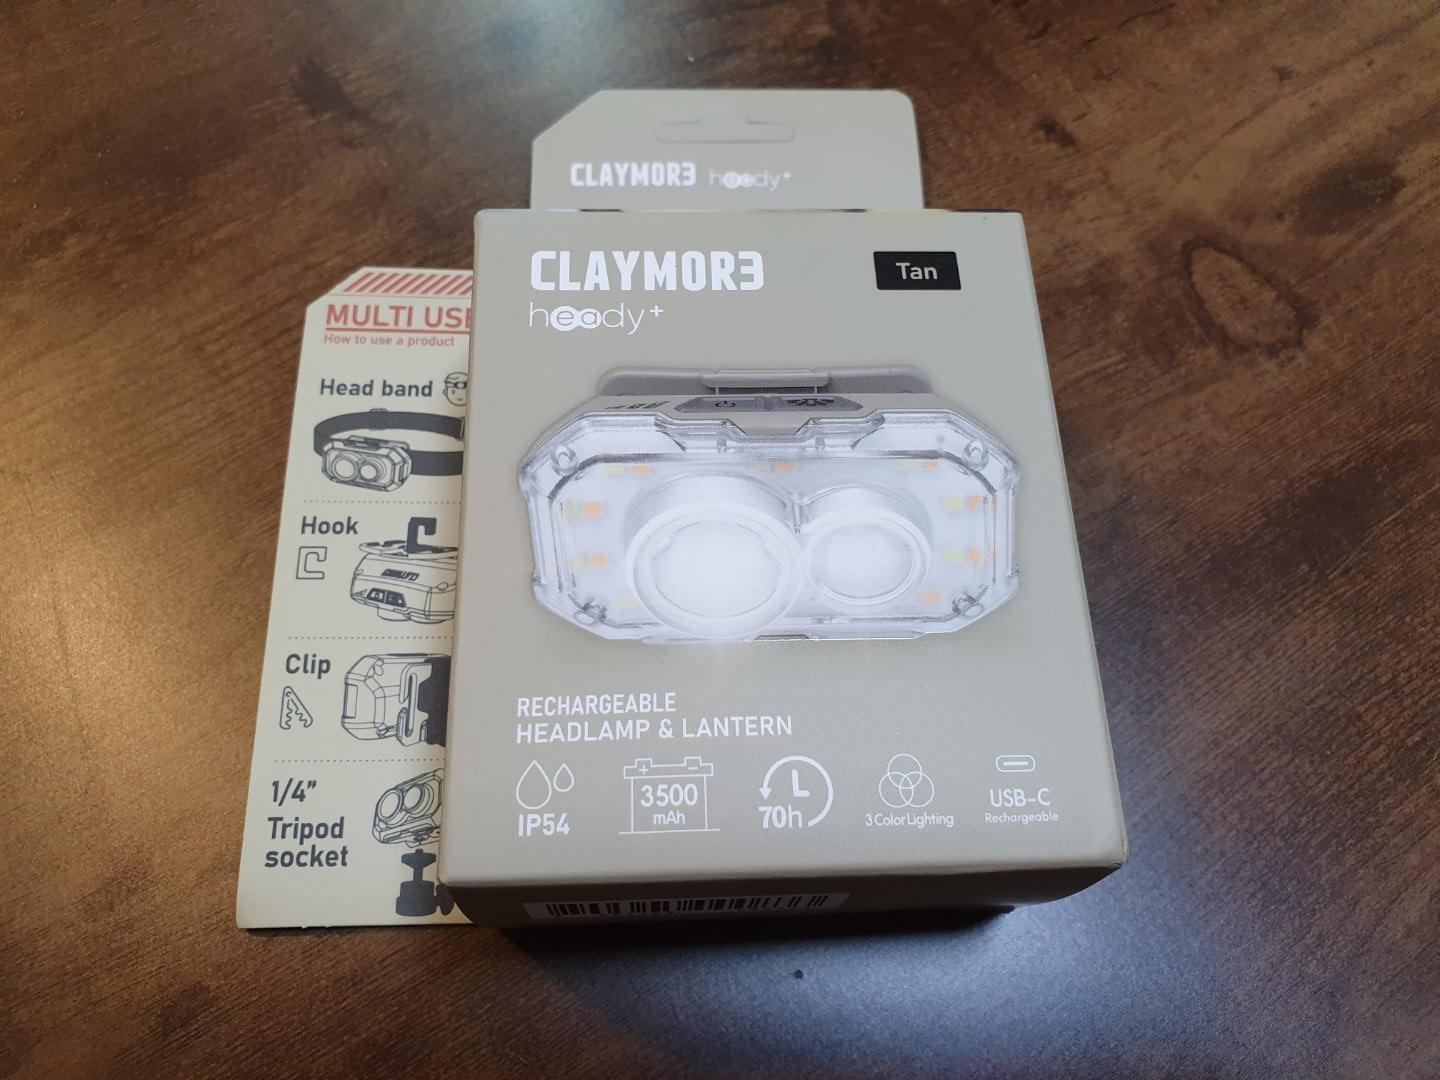 CLAYMOR3 heady+
CLAYMOR3
heady+
Tan
RECHARGEABLE
HEADLAMP & LANTERN
IP54
3500
mAh
70h
3 Color Lighting
USB-C
Rechargeable
MULTI USE
How to use a product
Head band
Hook
Clip
1/4"
Tripod
socket